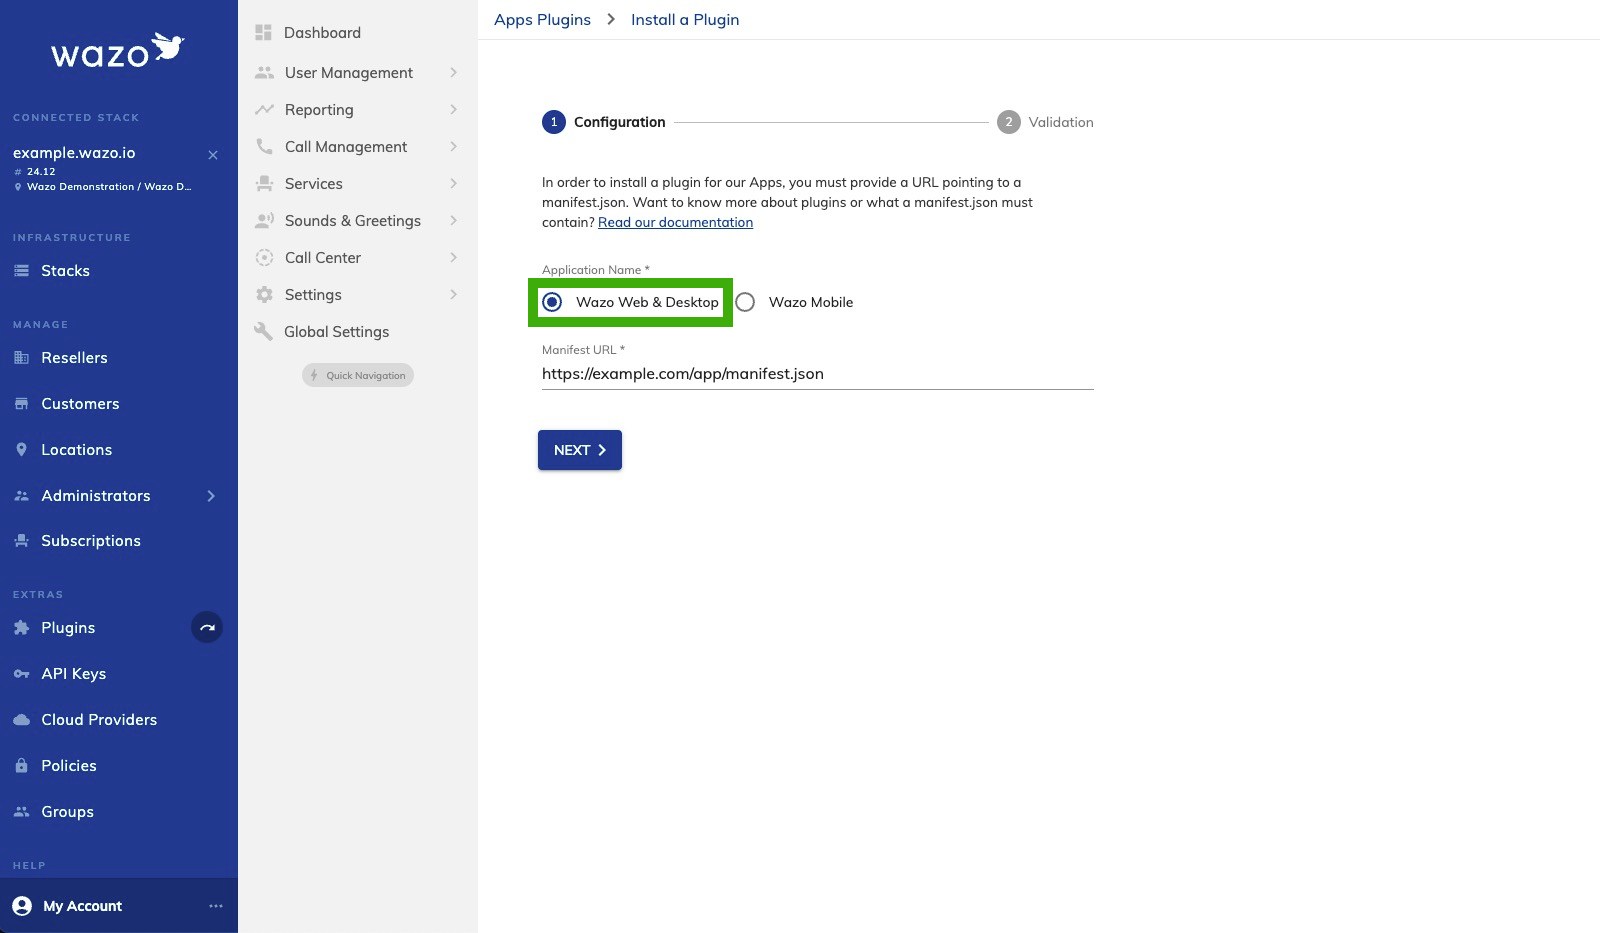 wazo
CONNECTED STACK
example.wazo.io
# 24.12
Wazo Demonstration / Wazo D...
INFRASTRUCTURE
Stacks
MANAGE
Resellers
Customers
Locations
Administrators
Subscriptions
EXTRAS
Plugins
API Keys
Cloud Providers
Policies
Groups
HELP
My Account
Dashboard
User Management
Reporting
Call Management
Services
Sounds & Greetings
Call Center
Settings
Global Settings
Quick Navigation
Apps Plugins > Install a Plugin
1 Configuration
2 Validation
In order to install a plugin for our Apps, you must provide a URL pointing to a
manifest.json. Want to know more about plugins or what a manifest.json must
contain? Read our documentation
Application Name *
Wazo Web & Desktop
Wazo Mobile
Manifest URL *
https://example.com/app/manifest.json
NEXT